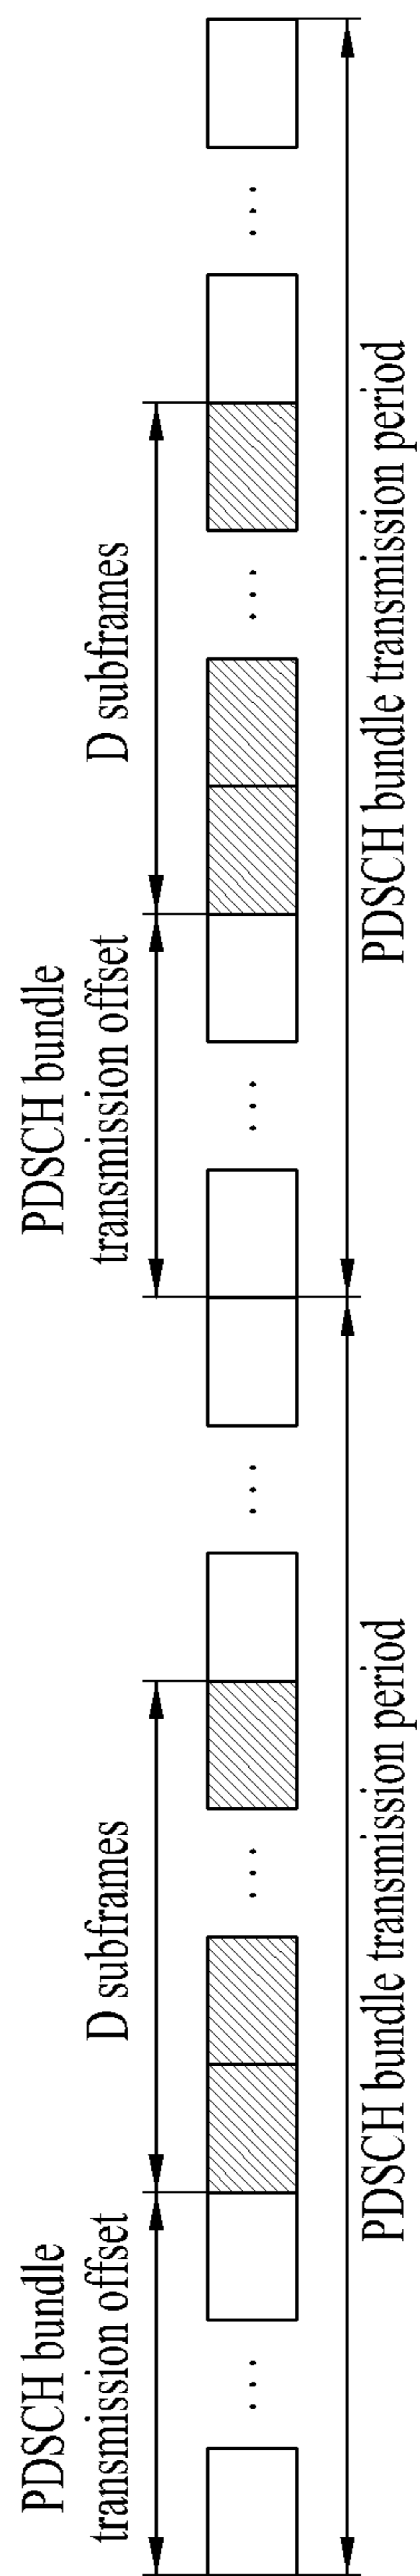 PDSCH bundle
transmission offset
D subframes
PDSCH bundle
transmission offset
D subframes
...
...
...
...
...
...
PDSCH bundle transmission period
PDSCH bundle transmission period